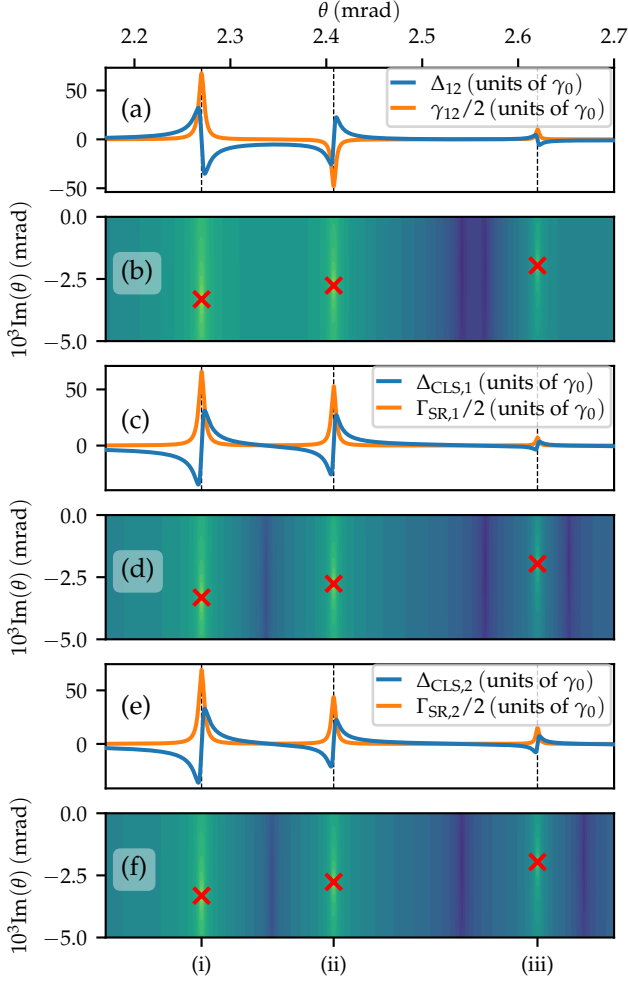 θ (mrad)
2.2 2.3 2.4 2.5 2.6 2.7
50
0
−50
(a)
Δ12 (units of γ0)
γ12/2 (units of γ0)
0.0
−2.5
−5.0
10³Im(θ) (mrad)
(b)
50
0
(c)
ΔCLS,1 (units of γ0)
ΓSR,1/2 (units of γ0)
0.0
−2.5
−5.0
10³Im(θ) (mrad)
(d)
50
0
(e)
ΔCLS,2 (units of γ0)
ΓSR,2/2 (units of γ0)
0.0
−2.5
−5.0
10³Im(θ) (mrad)
(f)
(i) (ii) (iii)